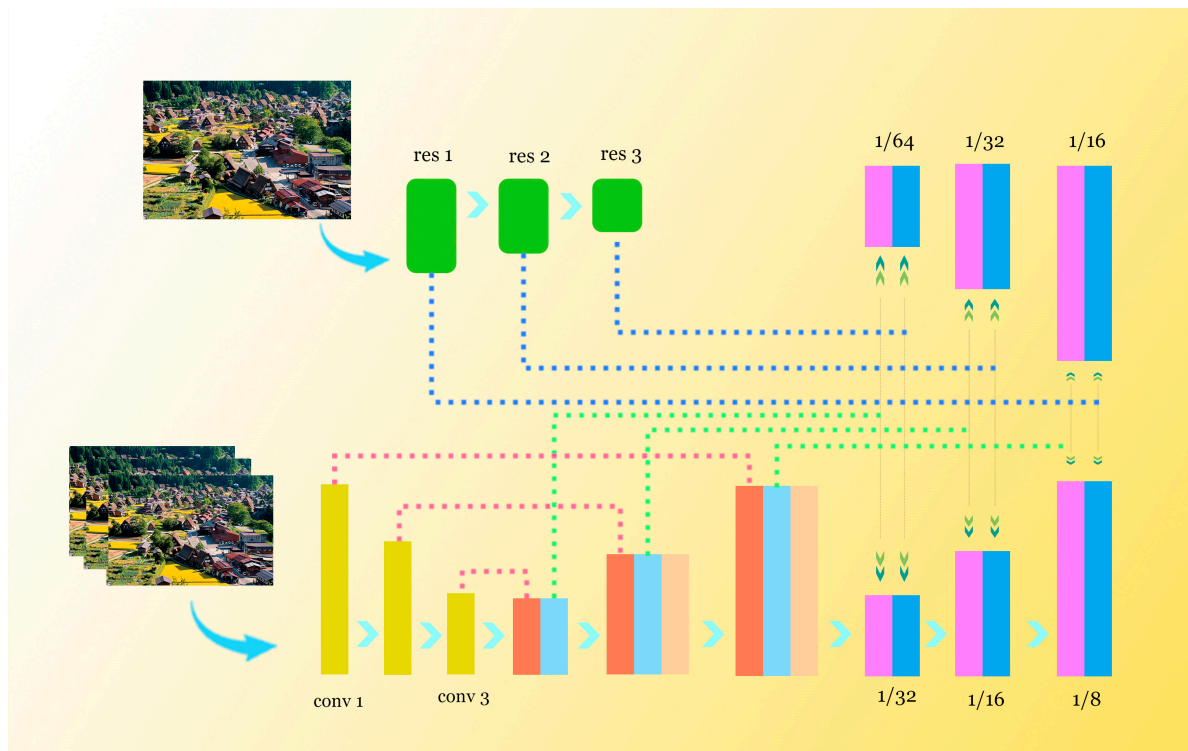 res 1
res 2
res 3
1/64
1/32
1/16
conv 1
conv 3
1/32
1/16
1/8